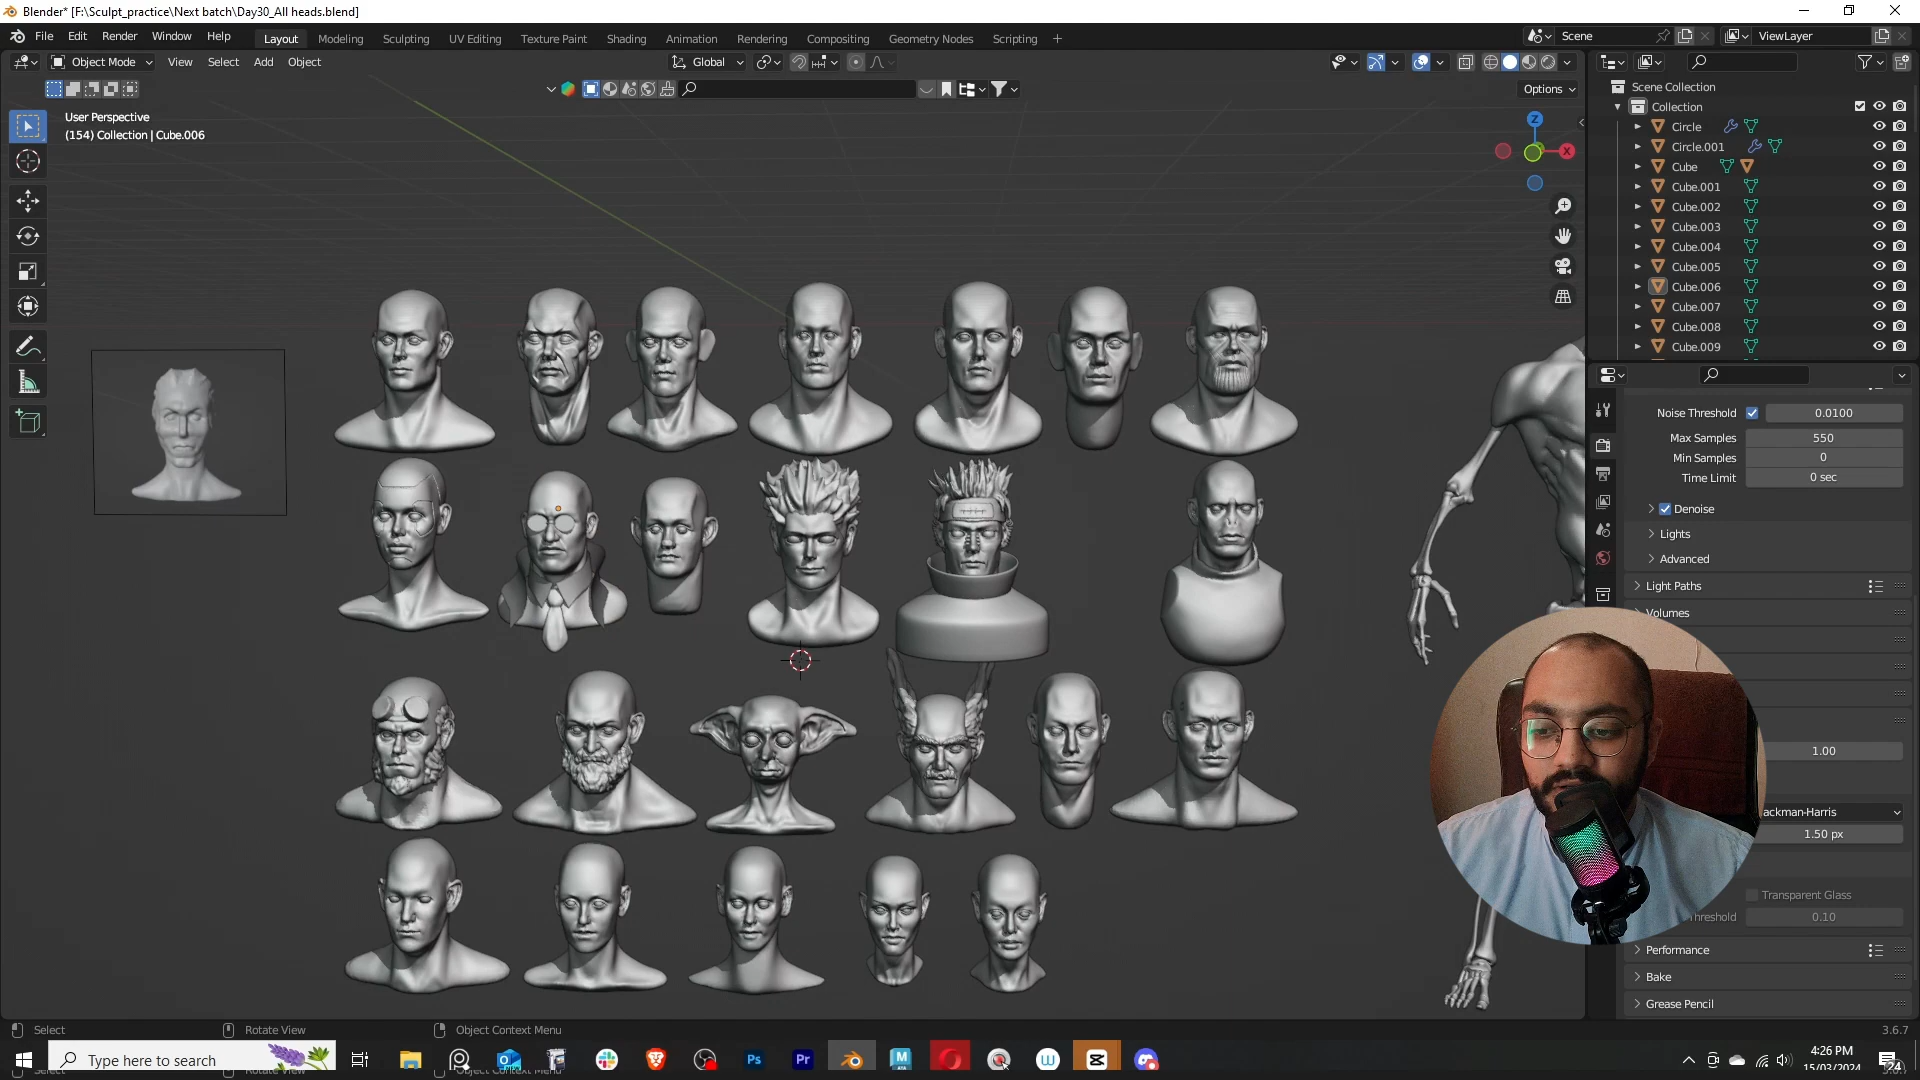 Blender* [F:\Sculpt_practice\Next batch\Day30_All heads.blend]
File Edit Render Window Help Layout Modeling Sculpting UV Editing Texture Paint Shading Animation Rendering Compositing Geometry Nodes Scripting + Scene ViewLayer
Object Mode View Select Add Object Global
Options
User Perspective
(154) Collection | Cube.006
Z
X
Scene Collection
Collection
Circle
Circle.001
Cube
Cube.001
Cube.002
Cube.003
Cube.004
Cube.005
Cube.006
Cube.007
Cube.008
Cube.009
Noise Threshold 0.0100
Max Samples 550
Min Samples 0
Time Limit 0 sec
Denoise
Lights
Advanced
Light Paths
Volumes
1.00
ackman-Harris
1.50 px
Transparent Glass
Threshold 0.10
Performance
Bake
Grease Pencil
Select Rotate View Object Context Menu 3.6.7
Type here to search
Ps Pr M
4:26 PM
15/03/2024
24